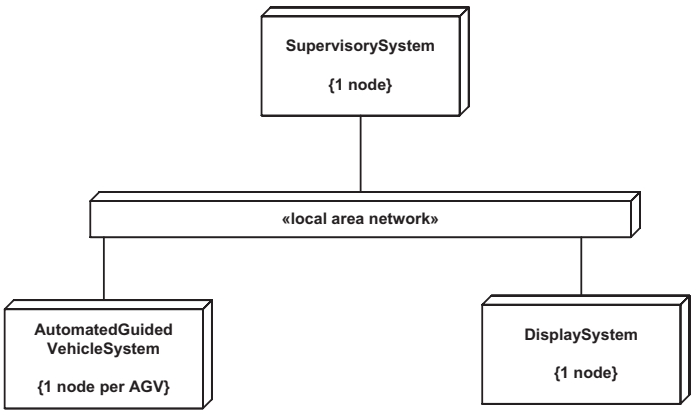 SupervisorySystem
{1 node}
«local area network»
AutomatedGuided
VehicleSystem
{1 node per AGV}
DisplaySystem
{1 node}